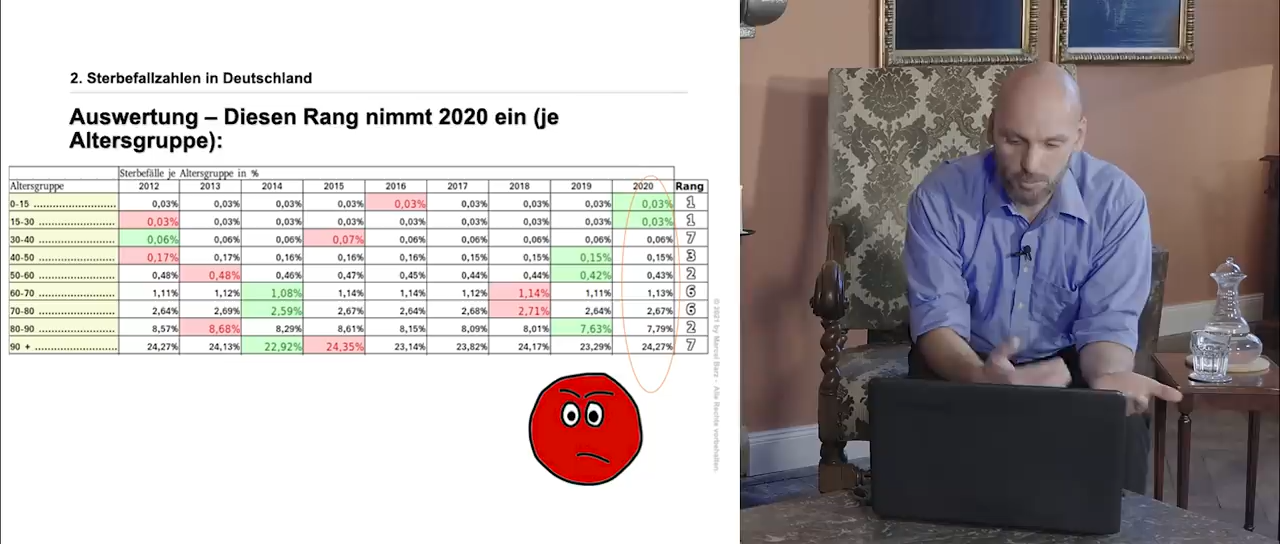 2. Sterbefallzahlen in Deutschland
Auswertung – Diesen Rang nimmt 2020 ein (je
Altersgruppe):
Sterbefälle je Altersgruppe in %
Altersgruppe 2012 2013 2014 2015 2016 2017 2018 2019 2020 Rang
0-15 .......................... 0,03% 0,03% 0,03% 0,03% 0,03% 0,03% 0,03% 0,03% 0,03% 1
15-30 ........................ 0,03% 0,03% 0,03% 0,03% 0,03% 0,03% 0,03% 0,03% 0,03% 1
30-40 ........................ 0,06% 0,06% 0,06% 0,07% 0,06% 0,06% 0,06% 0,06% 0,06% 7
40-50 ........................ 0,17% 0,17% 0,16% 0,16% 0,16% 0,15% 0,15% 0,15% 0,15% 3
50-60 ........................ 0,48% 0,48% 0,46% 0,47% 0,45% 0,44% 0,44% 0,42% 0,43% 2
60-70 ........................ 1,11% 1,12% 1,08% 1,14% 1,14% 1,12% 1,14% 1,11% 1,13% 6
70-80 ........................ 2,64% 2,69% 2,59% 2,67% 2,64% 2,68% 2,71% 2,64% 2,67% 6
80-90 ........................ 8,57% 8,68% 8,29% 8,61% 8,15% 8,09% 8,01% 7,63% 7,79% 2
90 + .......................... 24,27% 24,13% 22,92% 24,35% 23,14% 23,82% 24,17% 23,29% 24,27% 7
© 2021 by Marcel Barz - Alle Rechte vorbehalten